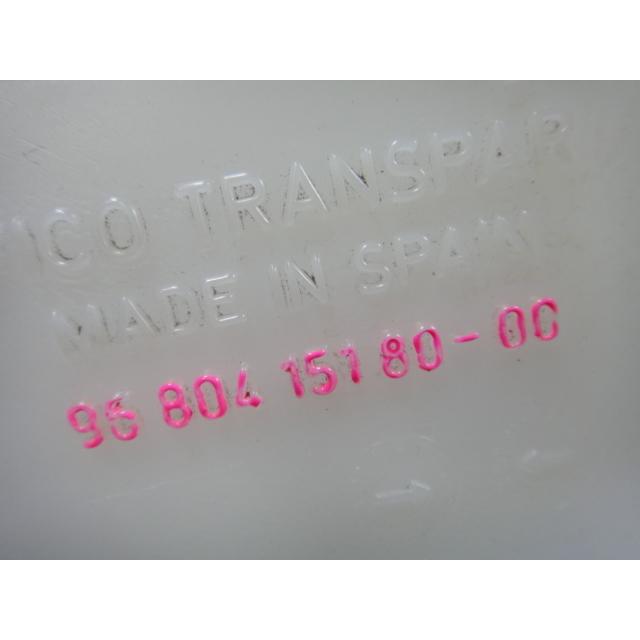 ICO TRANSPAR
MADE IN SPAIN
96 804 151 80-00